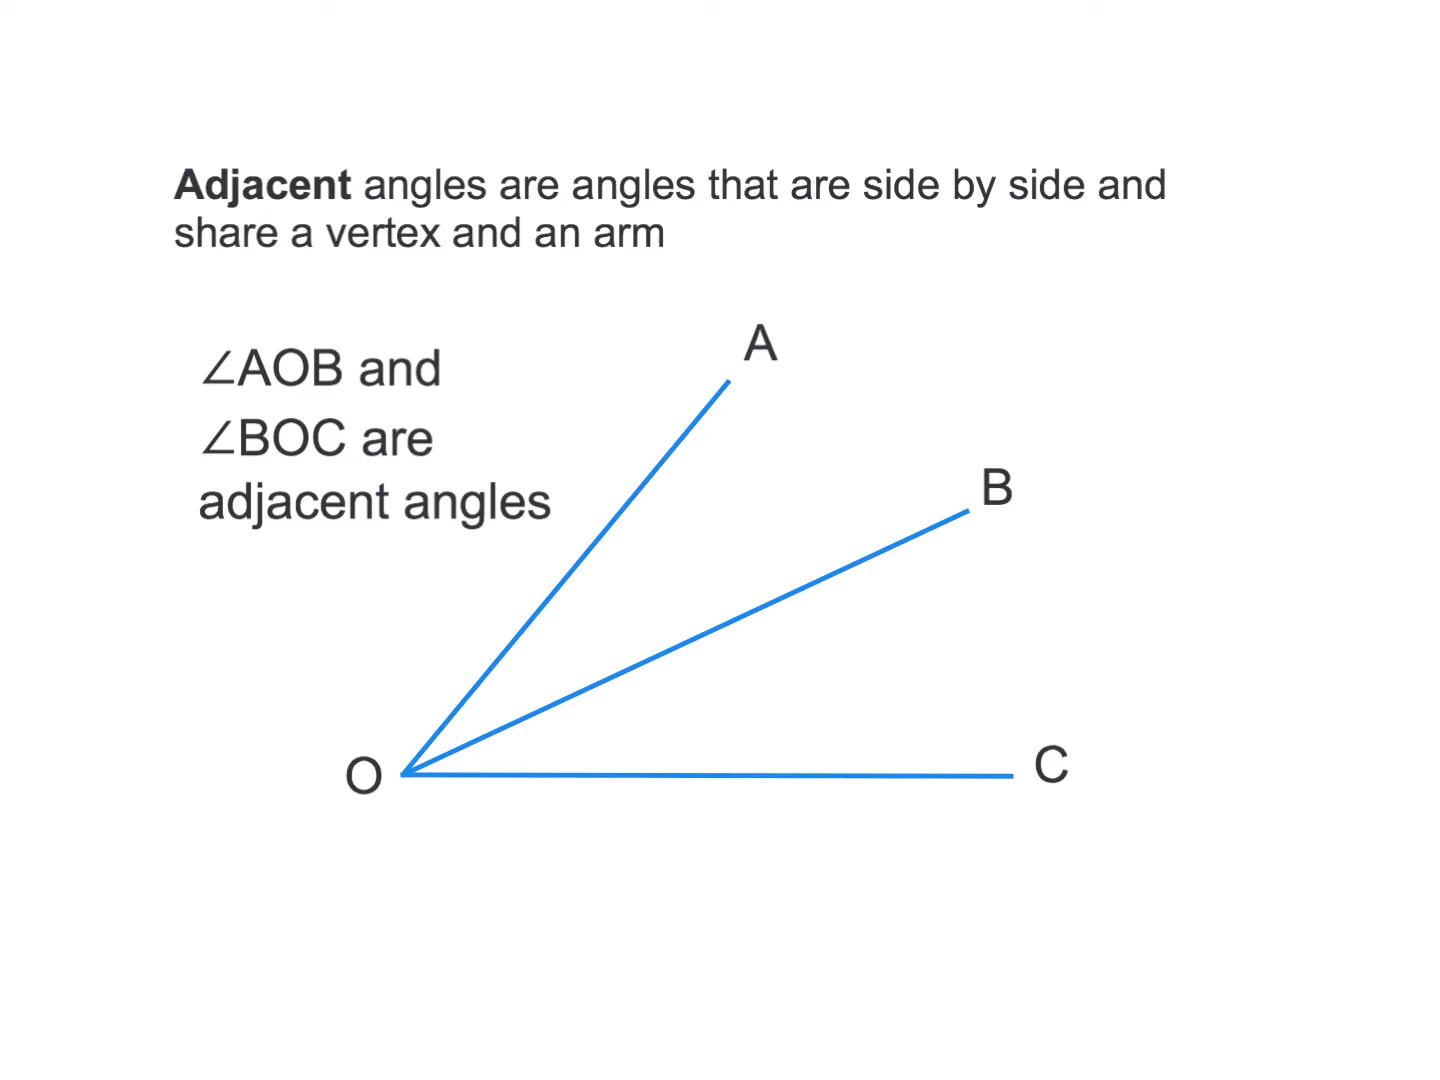 Adjacent angles are angles that are side by side and
share a vertex and an arm
A
∠AOB and
∠BOC are
adjacent angles
B
O
C